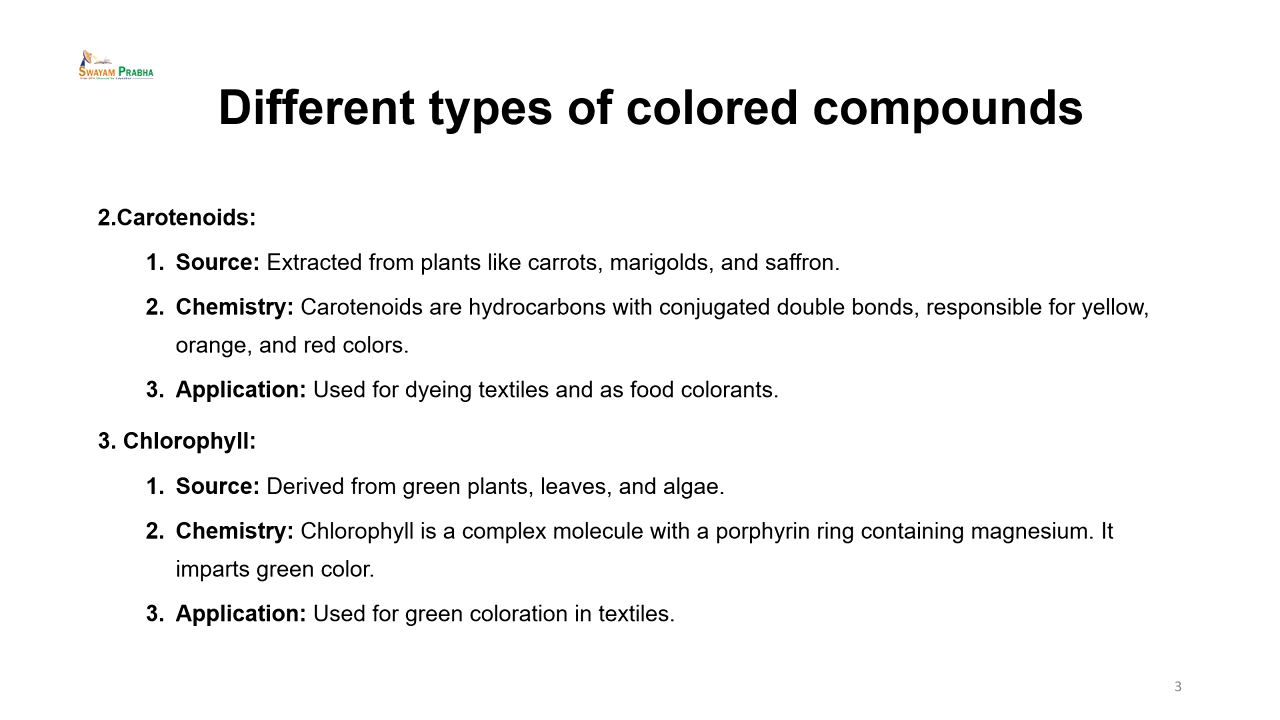 SWAYAM PRABHA
Different types of colored compounds
2.Carotenoids:
1. Source: Extracted from plants like carrots, marigolds, and saffron.
2. Chemistry: Carotenoids are hydrocarbons with conjugated double bonds, responsible for yellow,
orange, and red colors.
3. Application: Used for dyeing textiles and as food colorants.
3. Chlorophyll:
1. Source: Derived from green plants, leaves, and algae.
2. Chemistry: Chlorophyll is a complex molecule with a porphyrin ring containing magnesium. It
imparts green color.
3. Application: Used for green coloration in textiles.
3